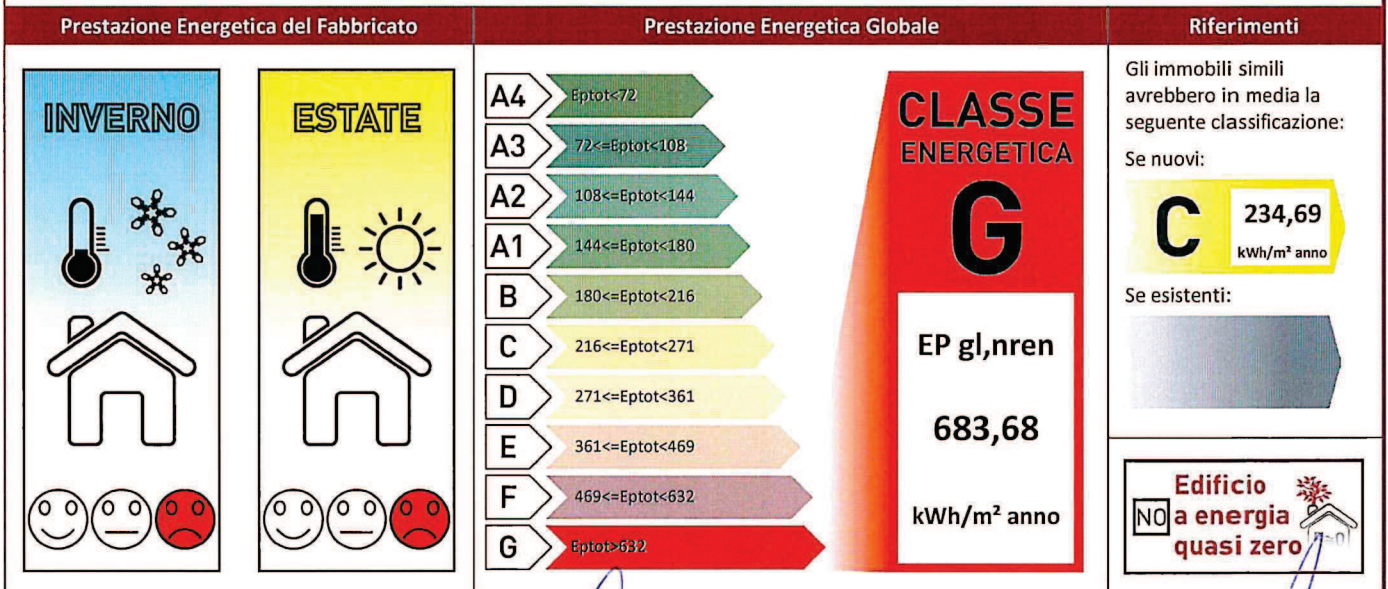 Prestazione Energetica del Fabbricato
Prestazione Energetica Globale
Riferimenti
INVERNO
ESTATE
A4 Eptot<72
A3 72<=Eptot<108
A2 108<=Eptot<144
A1 144<=Eptot<180
B 180<=Eptot<216
C 216<=Eptot<271
D 271<=Eptot<361
E 361<=Eptot<469
F 469<=Eptot<632
G Eptot>632
CLASSE
ENERGETICA
G
EP gl,nren
683,68
kWh/m² anno
Gli immobili simili
avrebbero in media la
seguente classificazione:
Se nuovi:
C 234,69
kWh/m² anno
Se esistenti:
Edificio
NO a energia
quasi zero